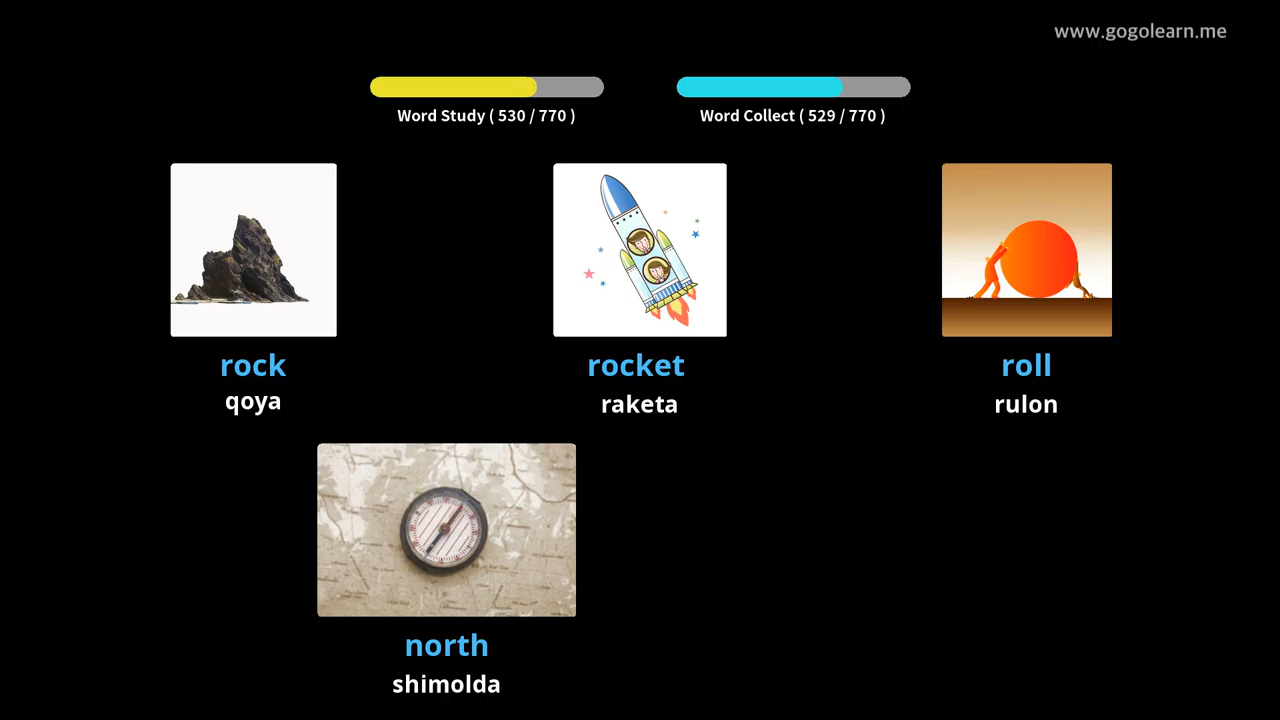 www.gogolearn.me
Word Study ( 530 / 770 )
Word Collect ( 529 / 770 )
rock
qoya
rocket
raketa
roll
rulon
north
shimolda